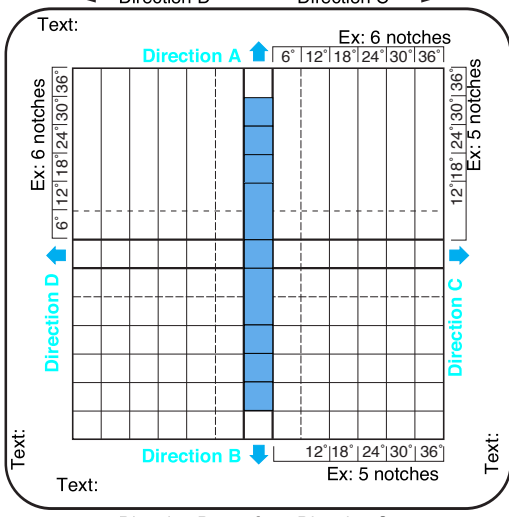 Text:
Ex: 6 notches
Direction A
6° 12° 18° 24° 30° 36°
Ex: 6 notches
6° 12° 18° 24° 30° 36°
Ex: 5 notches
12° 18° 24° 30° 36°
Direction D
Direction C
Direction B
12° 18° 24° 30° 36°
Ex: 5 notches
Text:
Text:
Text: